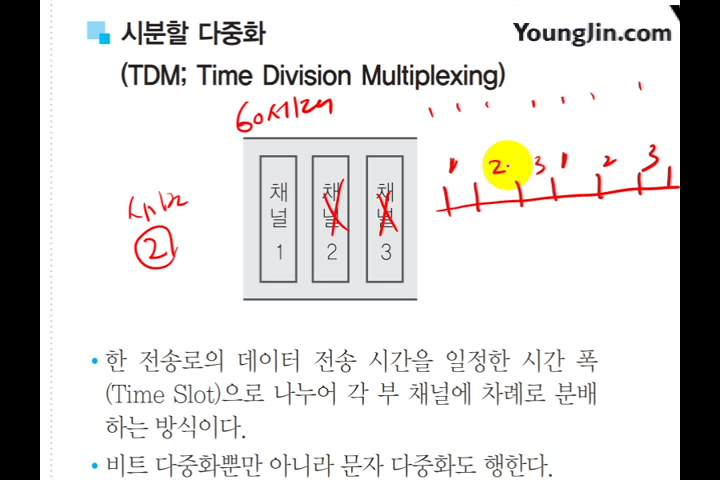 YoungJin.com
시분할 다중화
(TDM; Time Division Multiplexing)
1 2 3 1 2 3
채널 1
채널 2
채널 3
시간
②
• 한 전송로의 데이터 전송 시간을 일정한 시간 폭
(Time Slot)으로 나누어 각 부 채널에 차례로 분배
하는 방식이다.
• 비트 다중화뿐만 아니라 문자 다중화도 행한다.